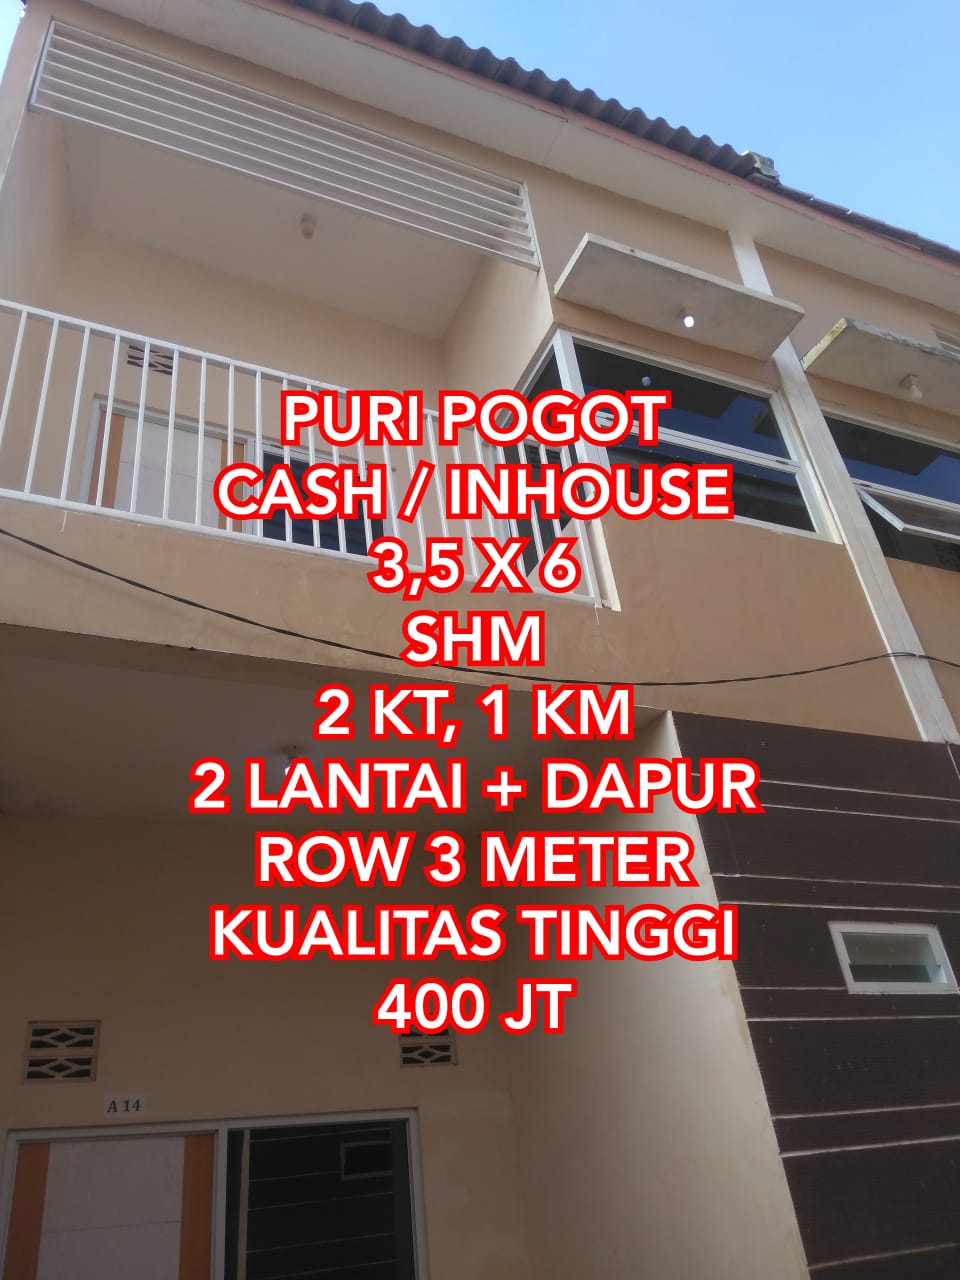 PURI POGOT
CASH / INHOUSE
3,5 X 6
SHM
2 KT, 1 KM
2 LANTAI + DAPUR
ROW 3 METER
KUALITAS TINGGI
400 JT
A 14